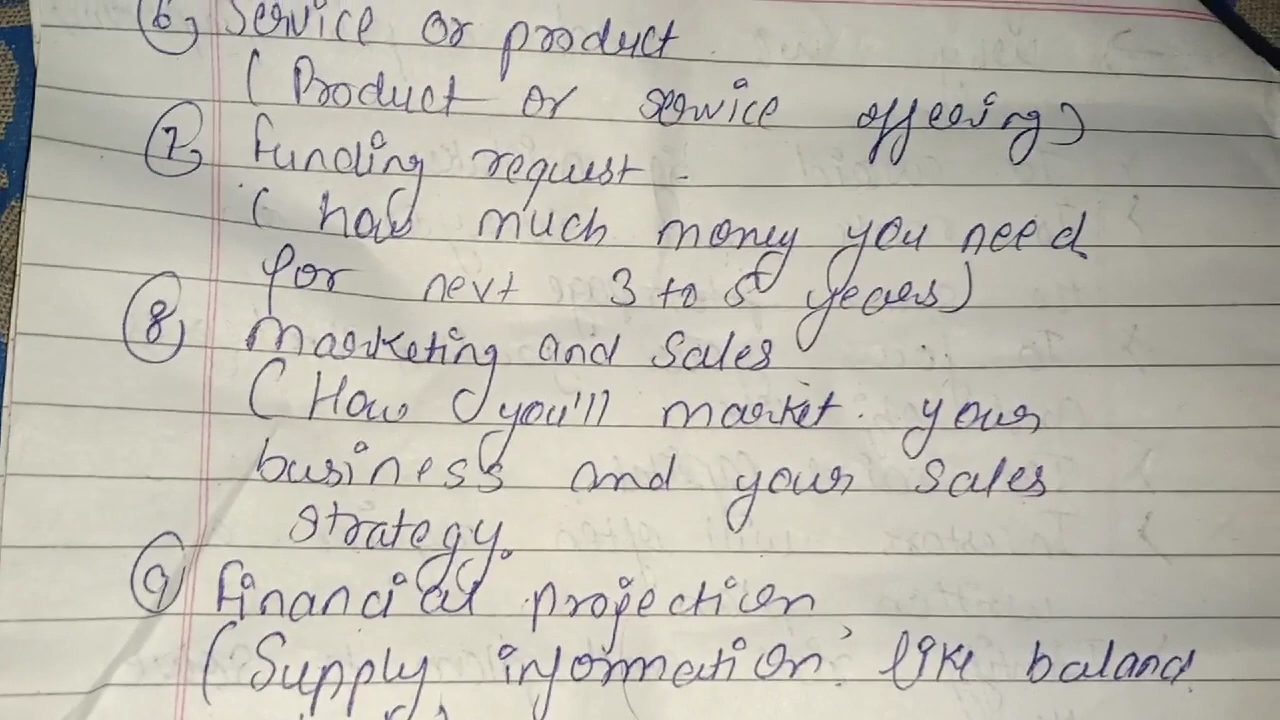 6, Service or product
( Product or service offering)
7, Funding request.
( how much money you need
for next 3 to 5 years)
8, Marketing and Sales
( How you'll market your
business and your sales
strategy.
9, Financial projection
( Supply information like balanc